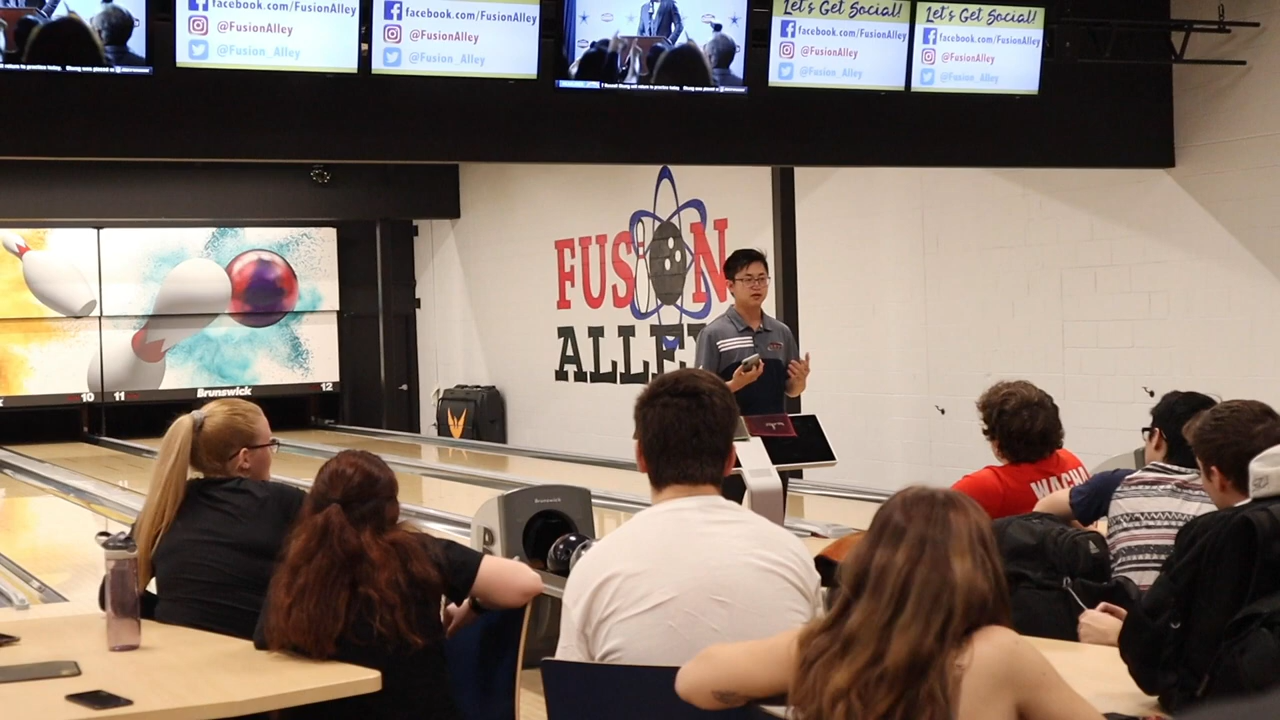 facebook.com/FusionAlley
@FusionAlley
@Fusion_Alley
facebook.com/FusionAlley
@FusionAlley
@Fusion_Alley
Let's Get Social!
facebook.com/FusionAlley
@FusionAlley
@Fusion_Alley
Let's Get Social!
facebook.com/FusionAlley
@FusionAlley
@Fusion_Alley
FUSION
ALLEY
10 11 Brunswick 12
Brunswick
WACHA